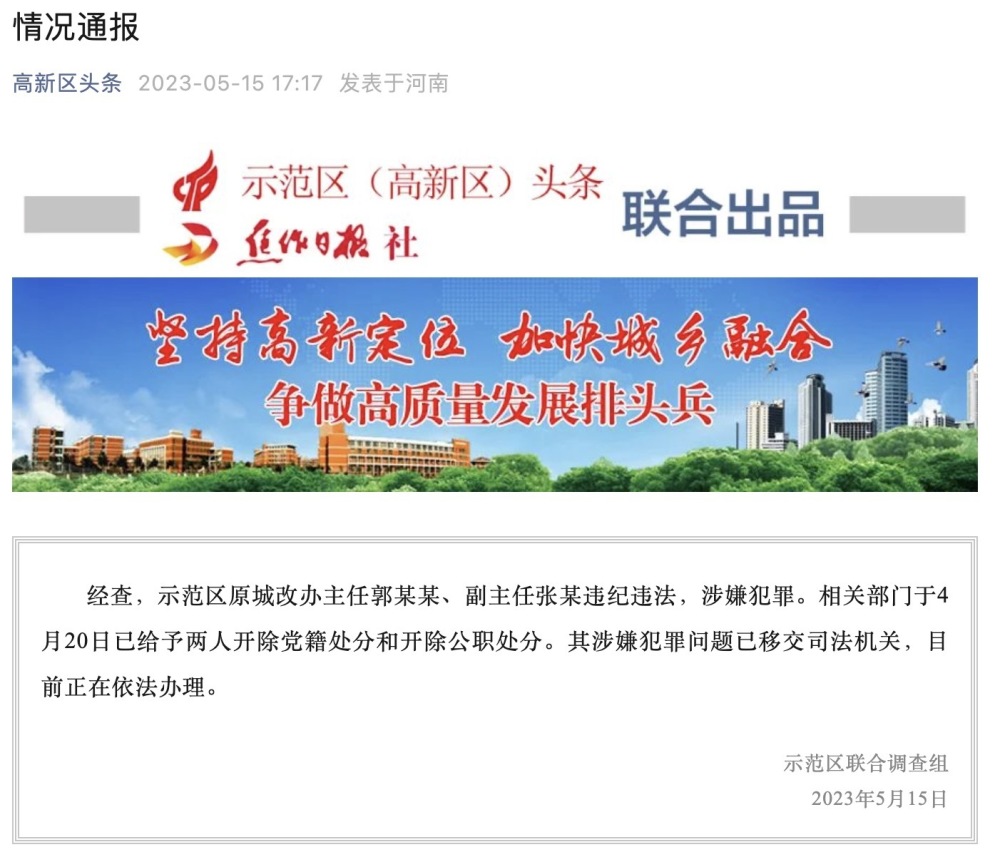 情况通报
高新区头条 2023-05-15 17:17 发表于河南
示范区（高新区）头条
焦作日报 社
联合出品
坚持高新定位 加快城乡融合
争做高质量发展排头兵
经查，示范区原城改办主任郭某某、副主任张某违纪违法，涉嫌犯罪。相关部门于4
月20日已给予两人开除党籍处分和开除公职处分。其涉嫌犯罪问题已移交司法机关，目
前正在依法办理。
示范区联合调查组
2023年5月15日